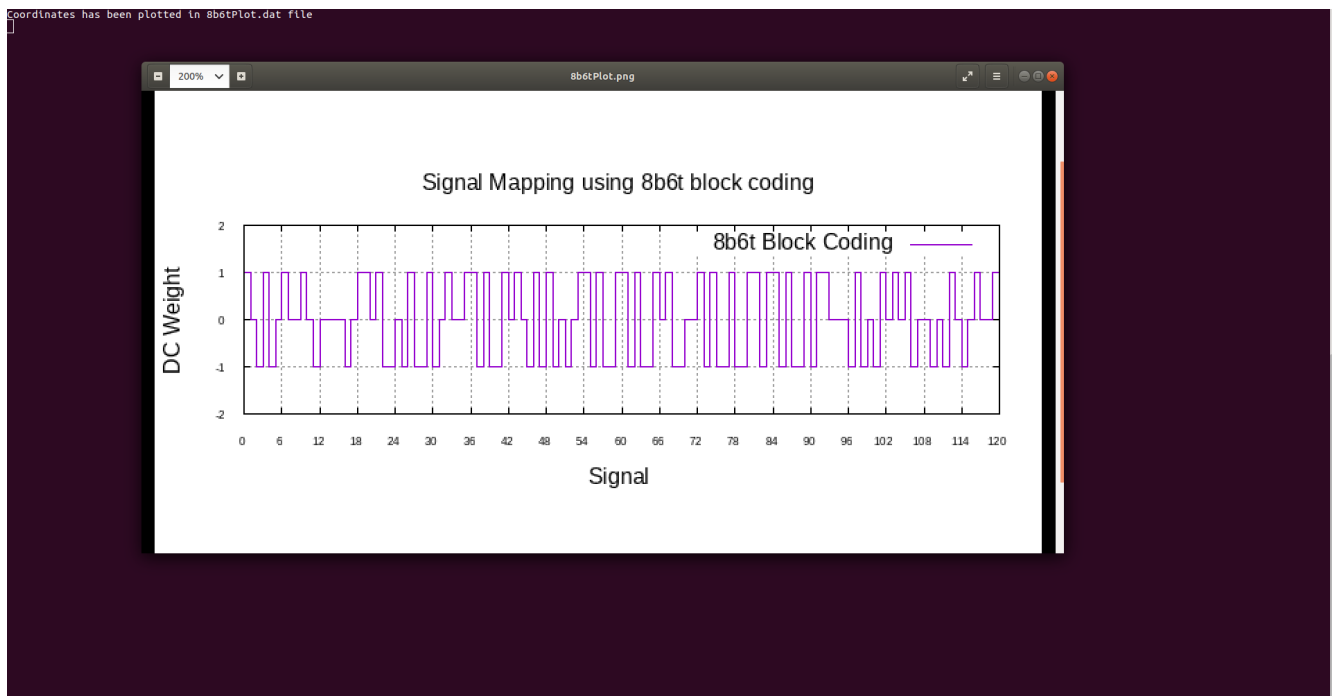 Coordinates has been plotted in 8b6tPlot.dat file
200%
8b6tPlot.png
Signal Mapping using 8b6t block coding
8b6t Block Coding
DC Weight
2
1
0
-1
-2
0 6 12 18 24 30 36 42 48 54 60 66 72 78 84 90 96 102 108 114 120
Signal